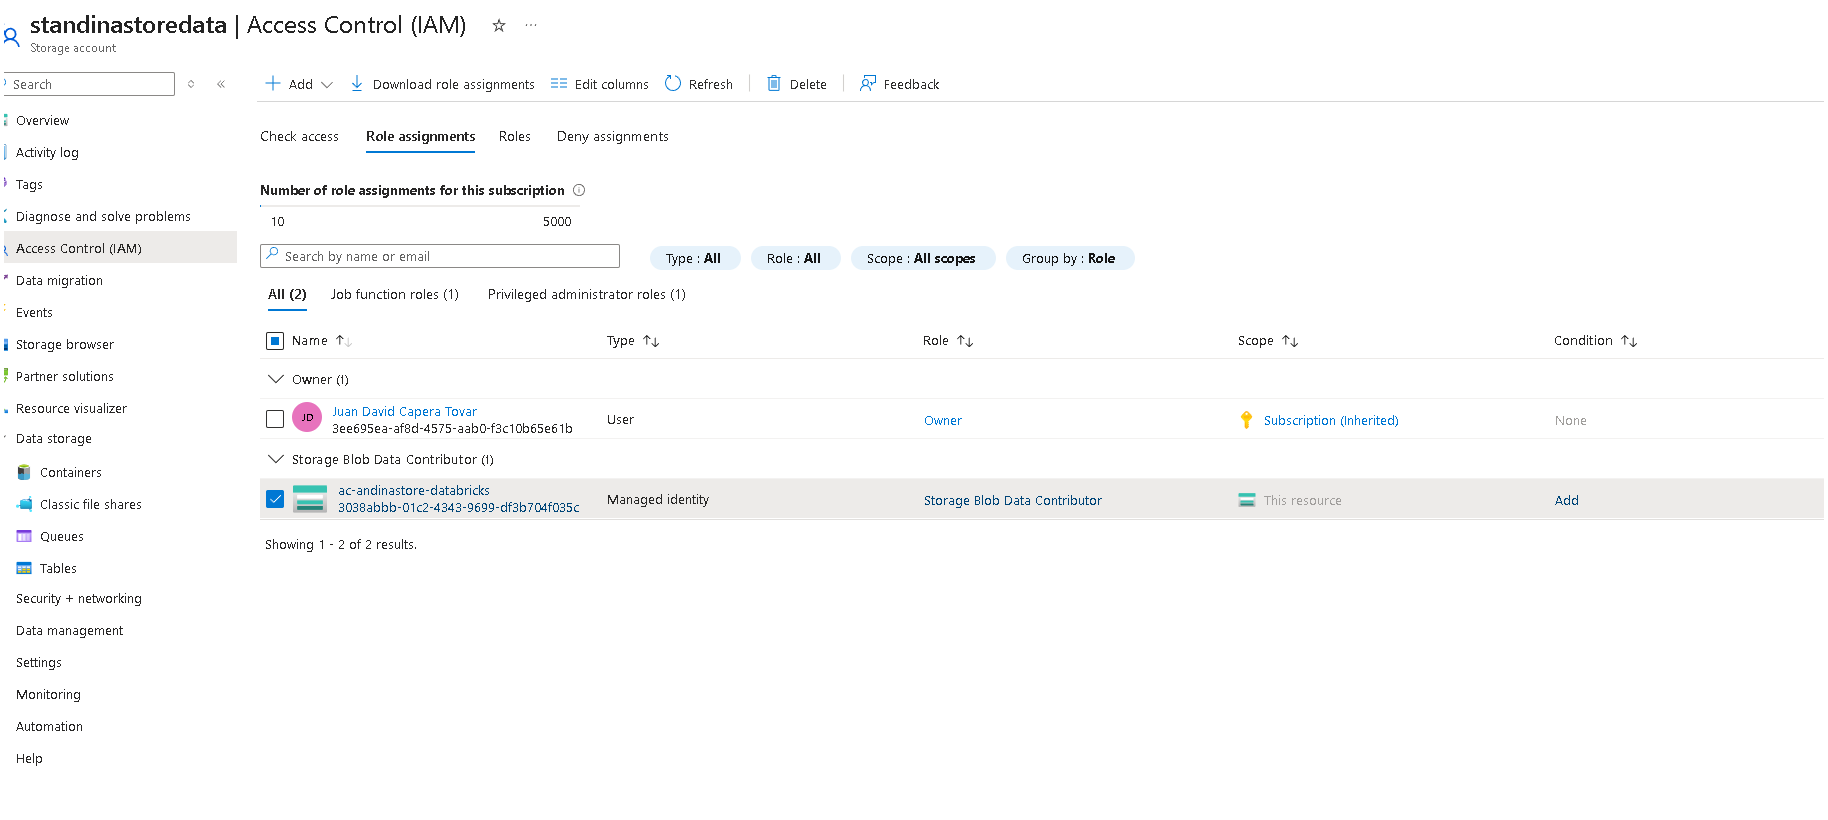 standinastoredata | Access Control (IAM)
Storage account
Search
Add
Download role assignments
Edit columns
Refresh
Delete
Feedback
Overview
Activity log
Tags
Diagnose and solve problems
Access Control (IAM)
Data migration
Events
Storage browser
Partner solutions
Resource visualizer
Data storage
Containers
Classic file shares
Queues
Tables
Security + networking
Data management
Settings
Monitoring
Automation
Help
Check access
Role assignments
Roles
Deny assignments
Number of role assignments for this subscription
10
5000
Search by name or email
Type : All
Role : All
Scope : All scopes
Group by : Role
All (2)
Job function roles (1)
Privileged administrator roles (1)
Name
Type
Role
Scope
Condition
Owner (1)
JD
Juan David Capera Tovar
3ee695ea-af8d-4575-aab0-f3c10b65e61b
User
Owner
Subscription (Inherited)
None
Storage Blob Data Contributor (1)
ac-andinastore-databricks
3038abbb-01c2-4343-9699-df3b704f035c
Managed identity
Storage Blob Data Contributor
This resource
Add
Showing 1 - 2 of 2 results.